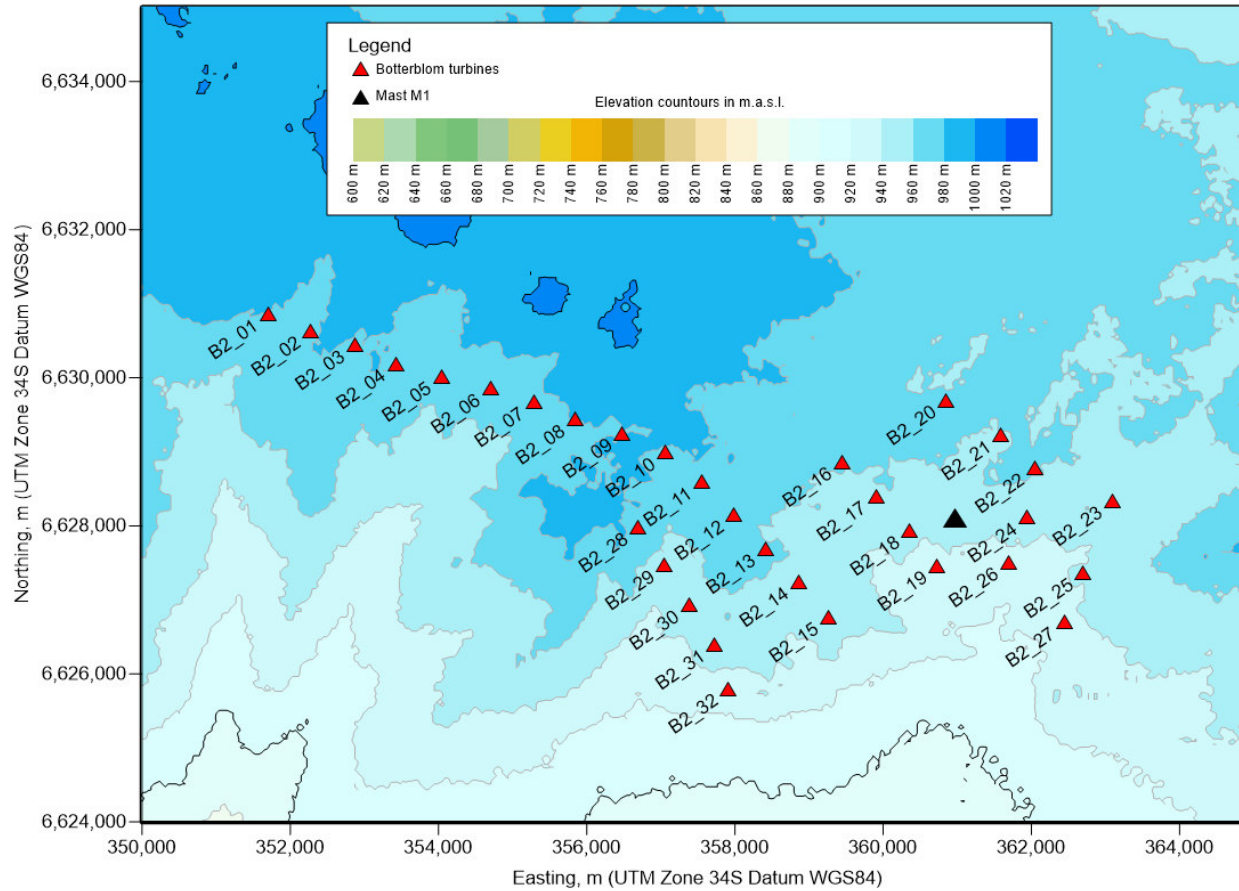 Legend
Botterblom turbines
Mast M1
Elevation countours in m.a.s.l.
600 m
620 m
640 m
660 m
680 m
700 m
720 m
740 m
760 m
780 m
800 m
820 m
840 m
860 m
880 m
900 m
920 m
940 m
960 m
980 m
1000 m
1020 m
6,634,000
6,632,000
6,630,000
6,628,000
6,626,000
6,624,000
Northing, m (UTM Zone 34S Datum WGS84)
B2_01
B2_02
B2_03
B2_04
B2_05
B2_06
B2_07
B2_08
B2_09
B2_10
B2_11
B2_12
B2_13
B2_14
B2_15
B2_16
B2_17
B2_18
B2_19
B2_20
B2_21
B2_22
B2_23
B2_24
B2_25
B2_26
B2_27
B2_28
B2_29
B2_30
B2_31
B2_32
350,000
352,000
354,000
356,000
358,000
360,000
362,000
364,000
Easting, m (UTM Zone 34S Datum WGS84)